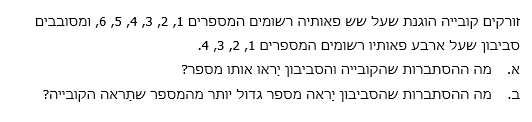 זורקים קובייה הוגנת שעל שש פאותיה רשומים המספרים 1, 2, 3, 4, 5, 6, ומסובבים
סביבון שעל ארבע פאותיו רשומים המספרים 1, 2, 3, 4.
א. מה ההסתברות שהקובייה והסביבון יַראו אותו מספר?
ב. מה ההסתברות שהסביבון יַראה מספר גדול יותר מהמספר שתַראה הקובייה?